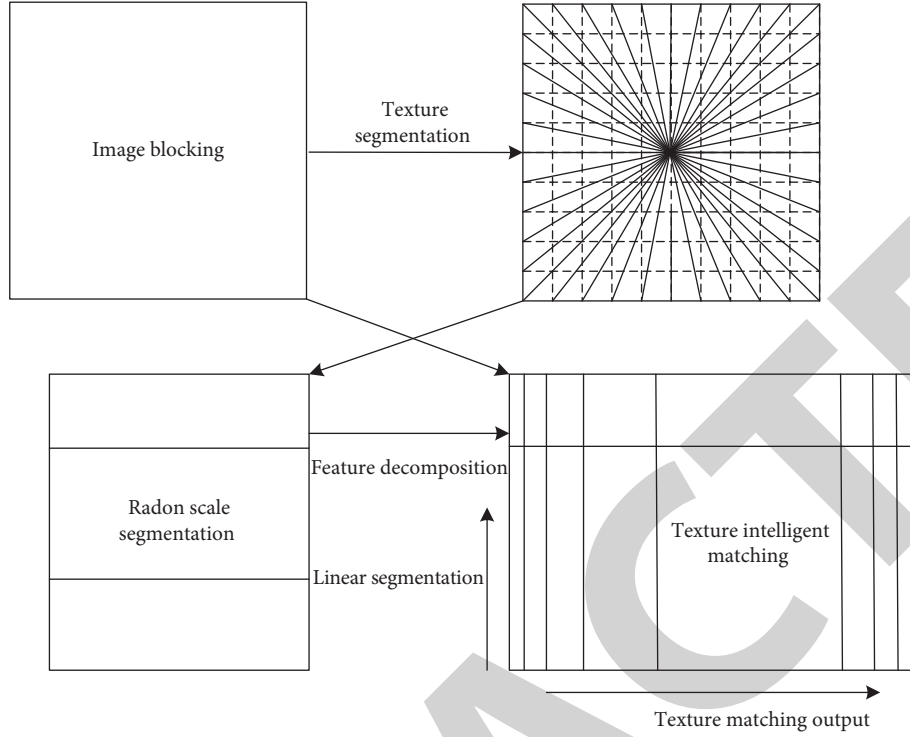 Image blocking
Texture
segmentation
Feature decomposition
Radon scale
segmentation
Linear segmentation
Texture intelligent
matching
Texture matching output